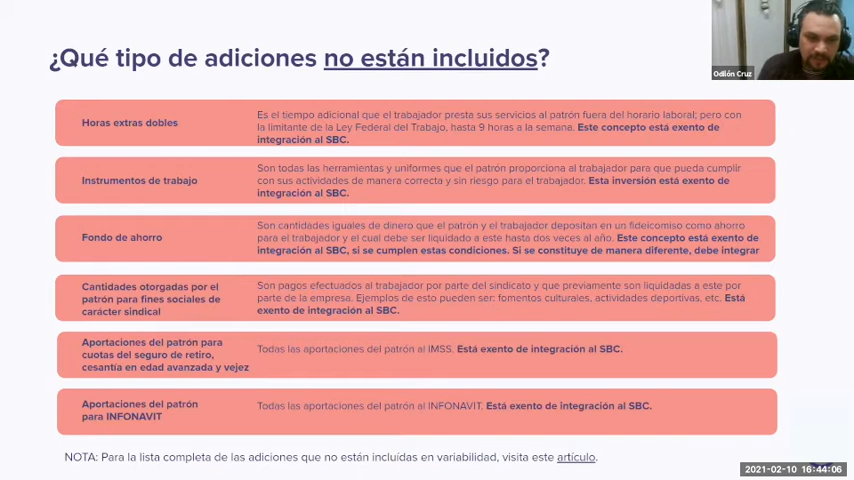 ¿Qué tipo de adiciones no están incluidos?
Odilón Cruz
Horas extras dobles
Es el tiempo adicional que el trabajador presta sus servicios al patrón fuera del horario laboral; pero con
la limitante de la Ley Federal del Trabajo, hasta 9 horas a la semana. Este concepto está exento de
integración al SBC.
Instrumentos de trabajo
Son todas las herramientas y uniformes que el patrón proporciona al trabajador para que pueda cumplir
con sus actividades de manera correcta y sin riesgo para el trabajador. Esta inversión está exento de
integración al SBC.
Fondo de ahorro
Son cantidades iguales de dinero que el patrón y el trabajador depositan en un fideicomiso como ahorro
para el trabajador y el cual debe ser liquidado a este hasta dos veces al año. Este concepto está exento de
integración al SBC, si se cumplen estas condiciones. Si se constituye de manera diferente, debe integrar
Cantidades otorgadas por el
patrón para fines sociales de
carácter sindical
Son pagos efectuados al trabajador por parte del sindicato y que previamente son liquidadas a este por
parte de la empresa. Ejemplos de esto pueden ser: fomentos culturales, actividades deportivas, etc. Está
exento de integración al SBC.
Aportaciones del patrón para
cuotas del seguro de retiro,
cesantía en edad avanzada y vejez
Todas las aportaciones del patrón al IMSS. Está exento de integración al SBC.
Aportaciones del patrón
para INFONAVIT
Todas las aportaciones del patrón al INFONAVIT. Está exento de integración al SBC.
NOTA: Para la lista completa de las adiciones que no están incluídas en variabilidad, visita este artículo.
2021-02-10 16:44:06